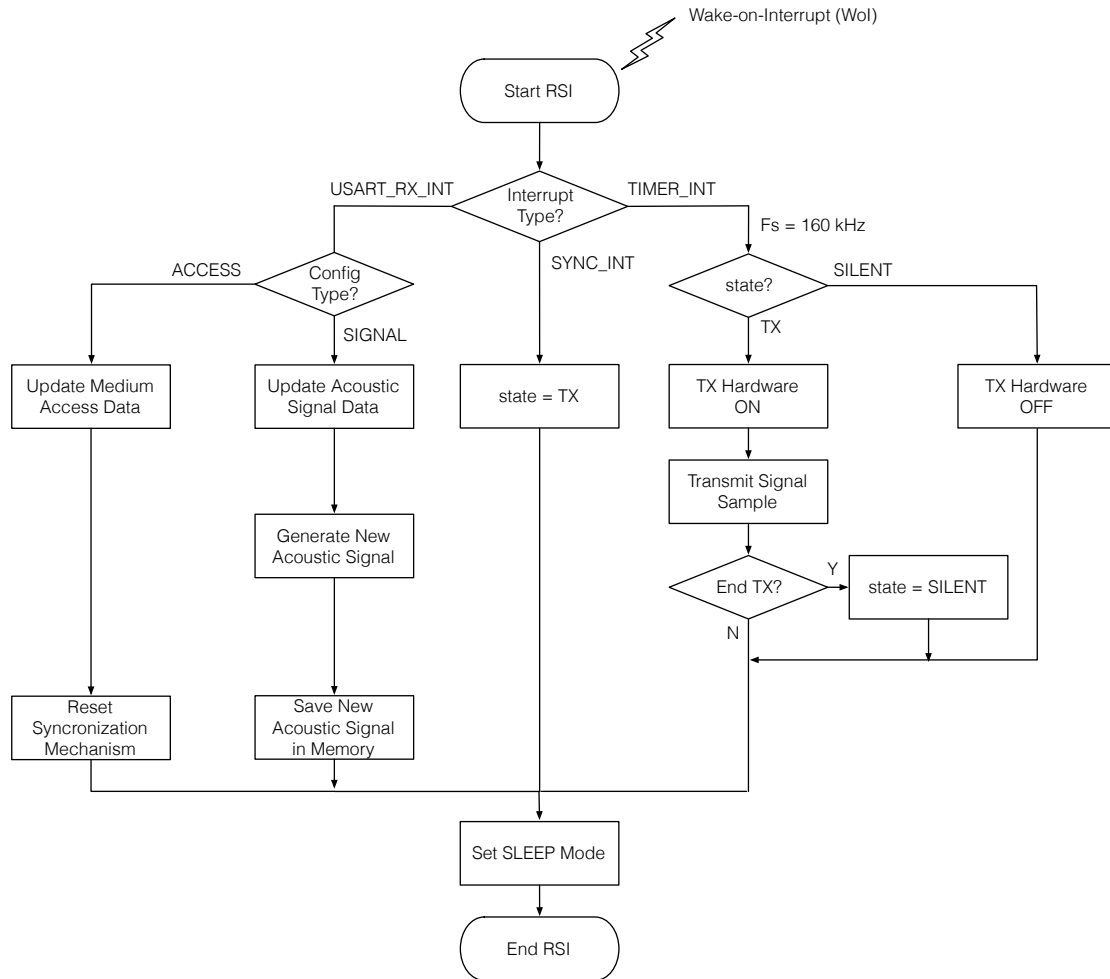 Wake-on-Interrupt (WoI)
Start RSI
USART_RX_INT
Interrupt
Type?
TIMER_INT
Fs = 160 kHz
SYNC_INT
ACCESS
Config
Type?
SIGNAL
state?
SILENT
TX
Update Medium
Access Data
Update Acoustic
Signal Data
state = TX
TX Hardware
ON
TX Hardware
OFF
Transmit Signal
Sample
Generate New
Acoustic Signal
End TX?
Y
state = SILENT
N
Reset
Syncronization
Mechanism
Save New
Acoustic Signal
in Memory
Set SLEEP Mode
End RSI